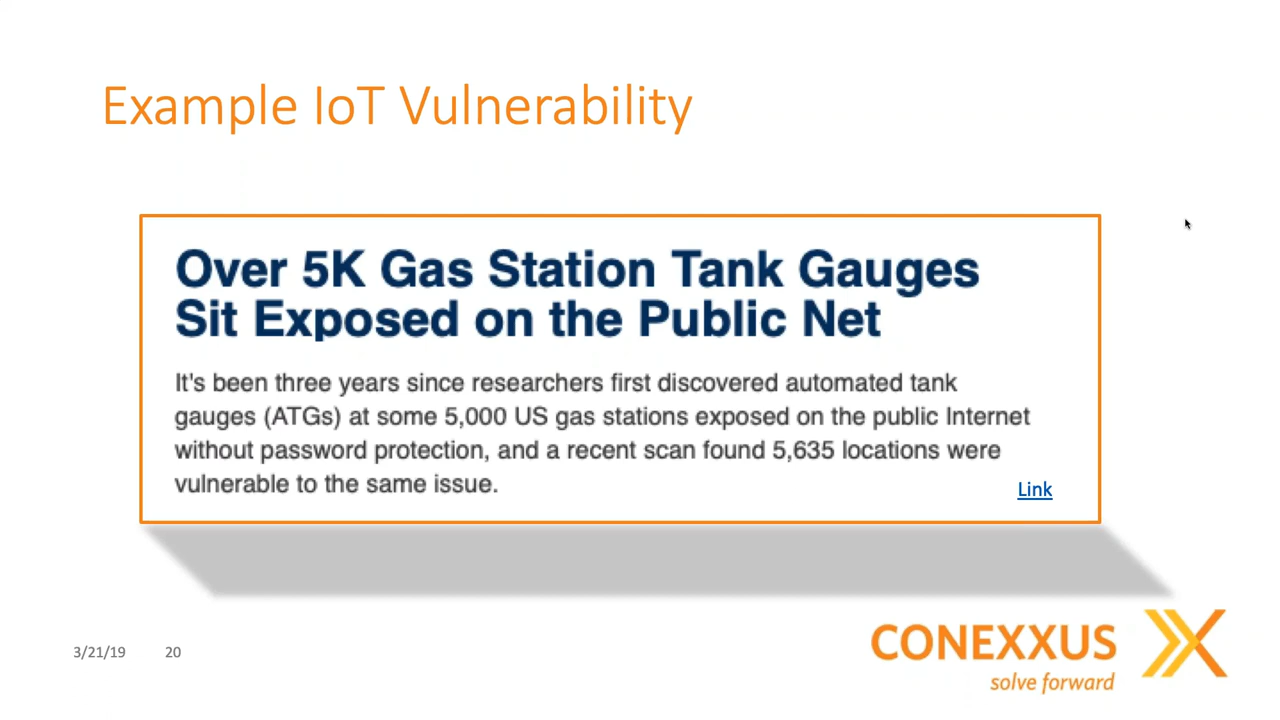 Example IoT Vulnerability
Over 5K Gas Station Tank Gauges
Sit Exposed on the Public Net
It's been three years since researchers first discovered automated tank
gauges (ATGs) at some 5,000 US gas stations exposed on the public Internet
without password protection, and a recent scan found 5,635 locations were
vulnerable to the same issue.
Link
3/21/19
20
CONEXXUS
solve forward